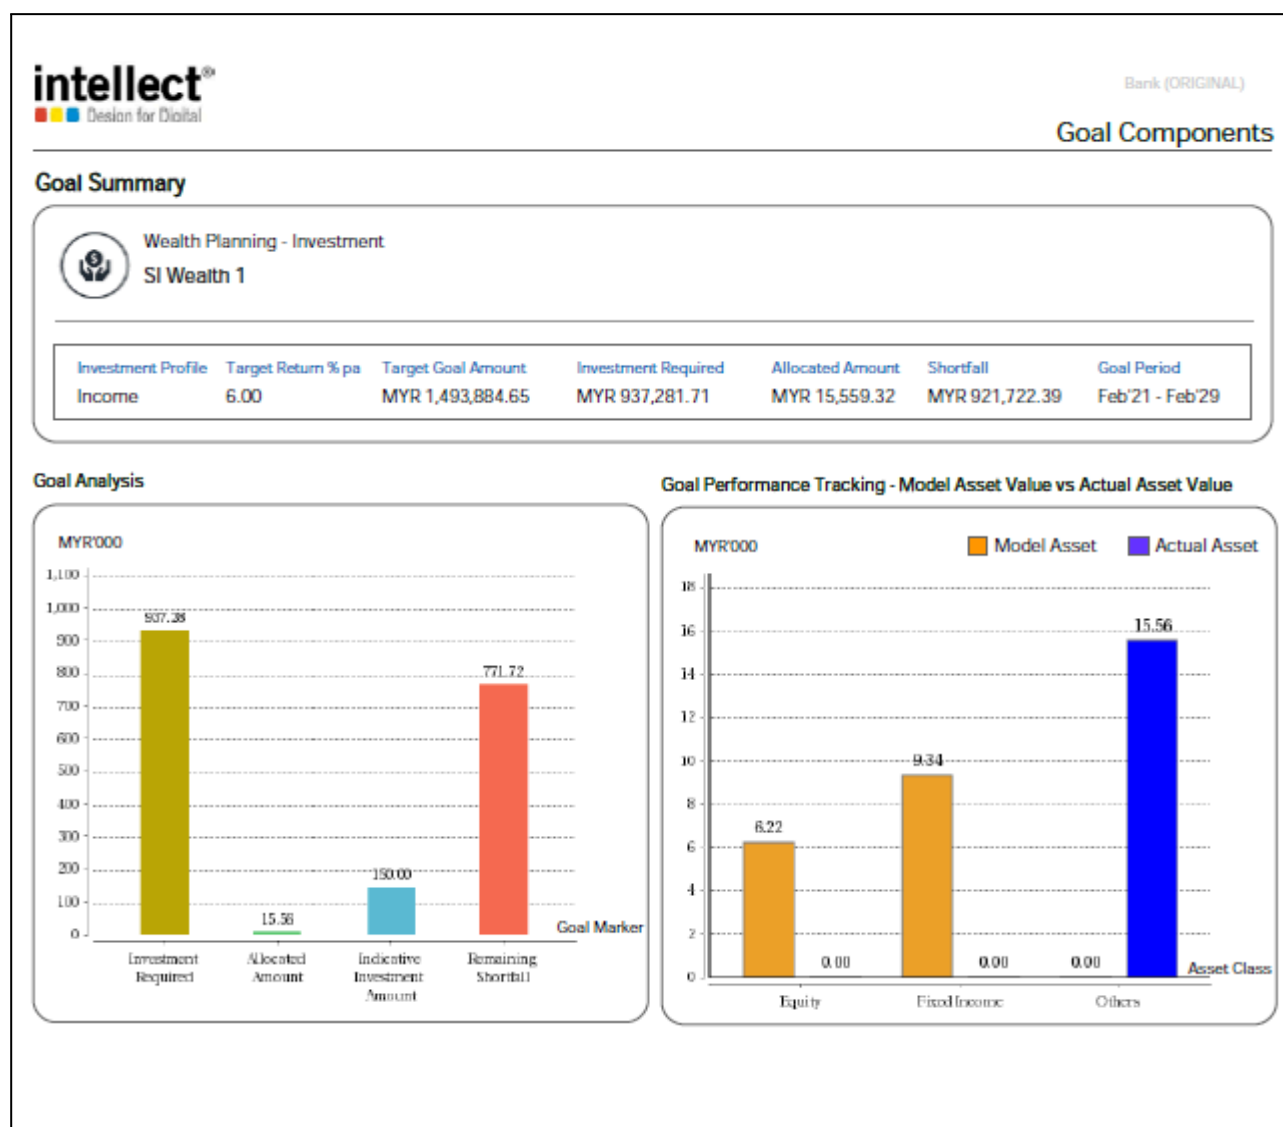 intellect®
Design for Digital
Bank (ORIGINAL)
Goal Components
Goal Summary
Wealth Planning - Investment
SI Wealth 1
Investment Profile Target Return % pa Target Goal Amount Investment Required Allocated Amount Shortfall Goal Period
Income 6.00 MYR 1,493,884.65 MYR 937,281.71 MYR 15,559.32 MYR 921,722.39 Feb'21 - Feb'29
Goal Analysis
MYR'000
1,100
1,000
900
800
700
600
500
400
300
200
100
0
937.28
15.56
150.00
771.72
Goal Marker
Investment Required
Allocated Amount
Indicative Investment Amount
Remaining Shortfall
Goal Performance Tracking - Model Asset Value vs Actual Asset Value
MYR'000
Model Asset Actual Asset
18
16
14
12
10
8
6
4
2
0
6.22
0.00
9.34
0.00
0.00
15.56
Asset Class
Equity
Fixed Income
Others